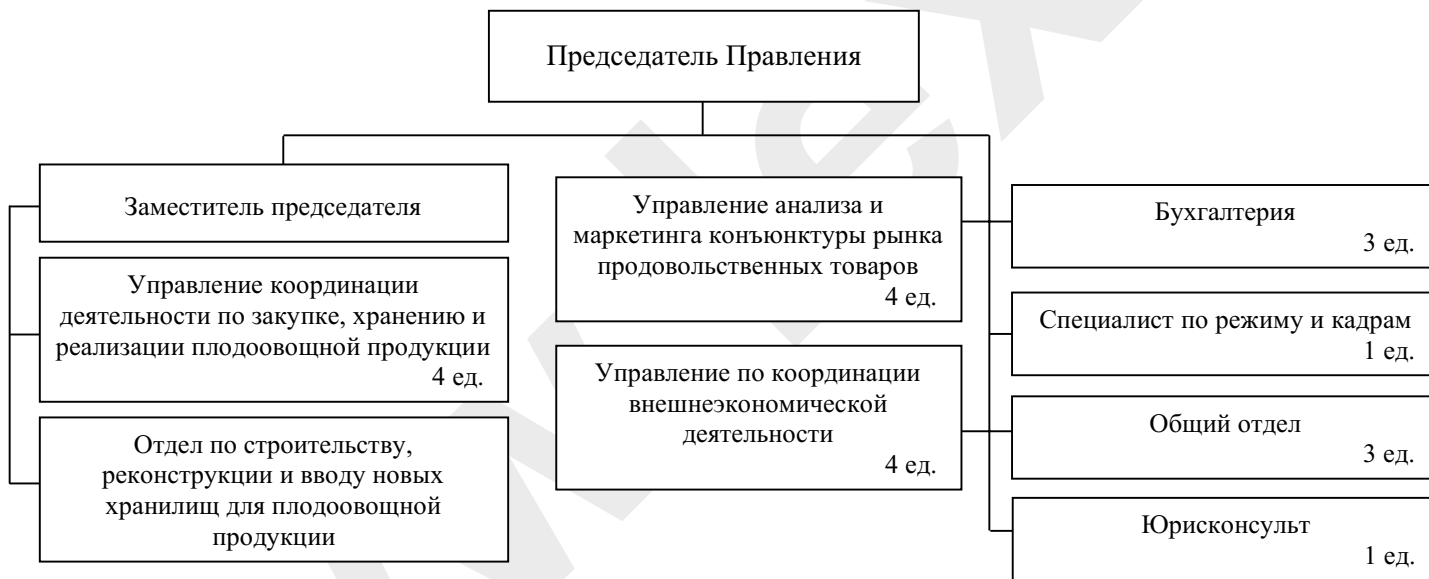 Председатель Правления
Заместитель председателя
Управление координации
деятельности по закупке, хранению и
реализации плодоовощной продукции
4 ед.
Отдел по строительству,
реконструкции и вводу новых
хранилищ для плодоовощной
продукции
Управление анализа и
маркетинга конъюнктуры рынка
продовольственных товаров
4 ед.
Управление по координации
внешнеэкономической
деятельности
4 ед.
Бухгалтерия
3 ед.
Специалист по режиму и кадрам
1 ед.
Общий отдел
3 ед.
Юрисконсульт
1 ед.